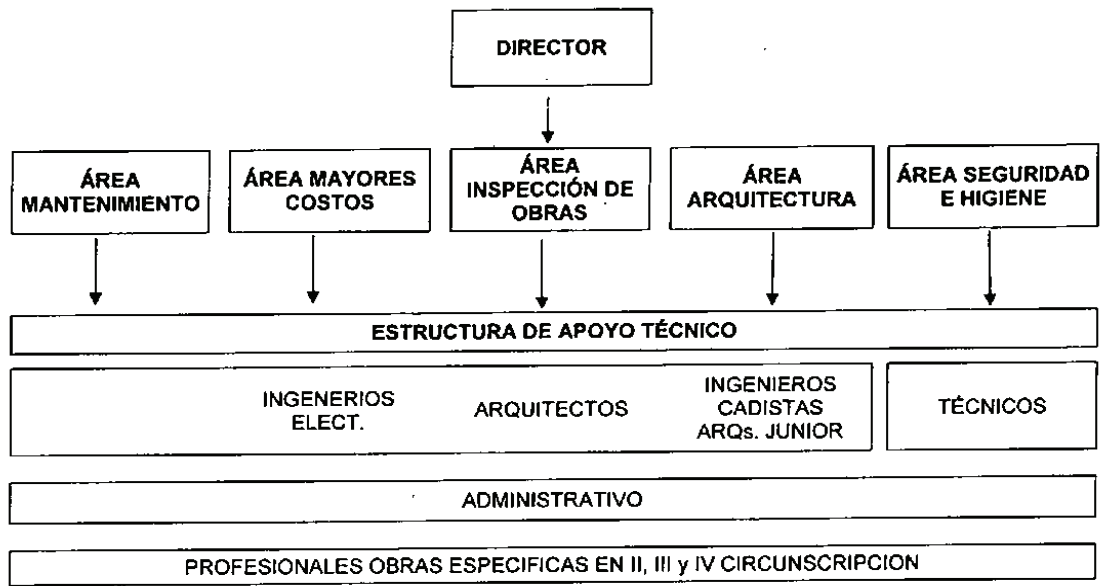 DIRECTOR
ÁREA
MANTENIMIENTO
ÁREA MAYORES
COSTOS
ÁREA
INSPECCIÓN DE
OBRAS
ÁREA
ARQUITECTURA
ÁREA SEGURIDAD
E HIGIENE
ESTRUCTURA DE APOYO TÉCNICO
INGENERIOS
ELECT.
ARQUITECTOS
INGENIEROS
CADISTAS
ARQs. JUNIOR
TÉCNICOS
ADMINISTRATIVO
PROFESIONALES OBRAS ESPECIFICAS EN II, III y IV CIRCUNSCRIPCION